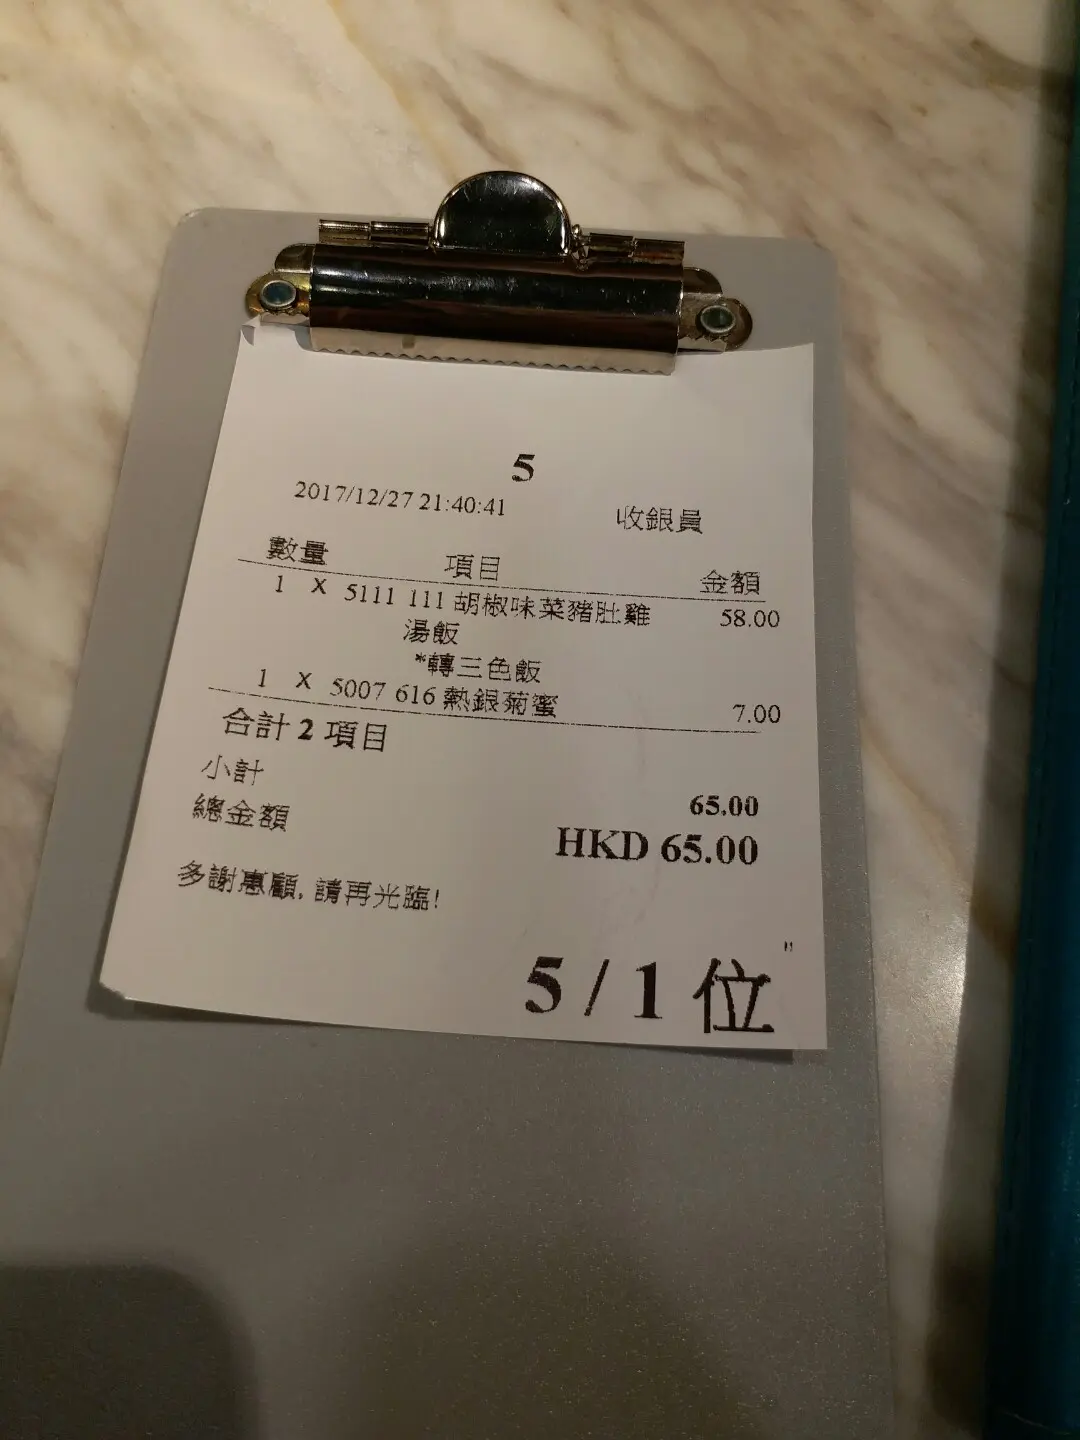 5
2017/12/27 21:40:41 收銀員
數量 項目 金額
1 X 5111 111 胡椒味菜豬肚雞 58.00
湯飯
*轉三色飯
1 X 5007 616 熱銀菊蜜 7.00
合計 2 項目
小計 65.00
總金額 HKD 65.00
多謝惠顧, 請再光臨!
5 / 1 位